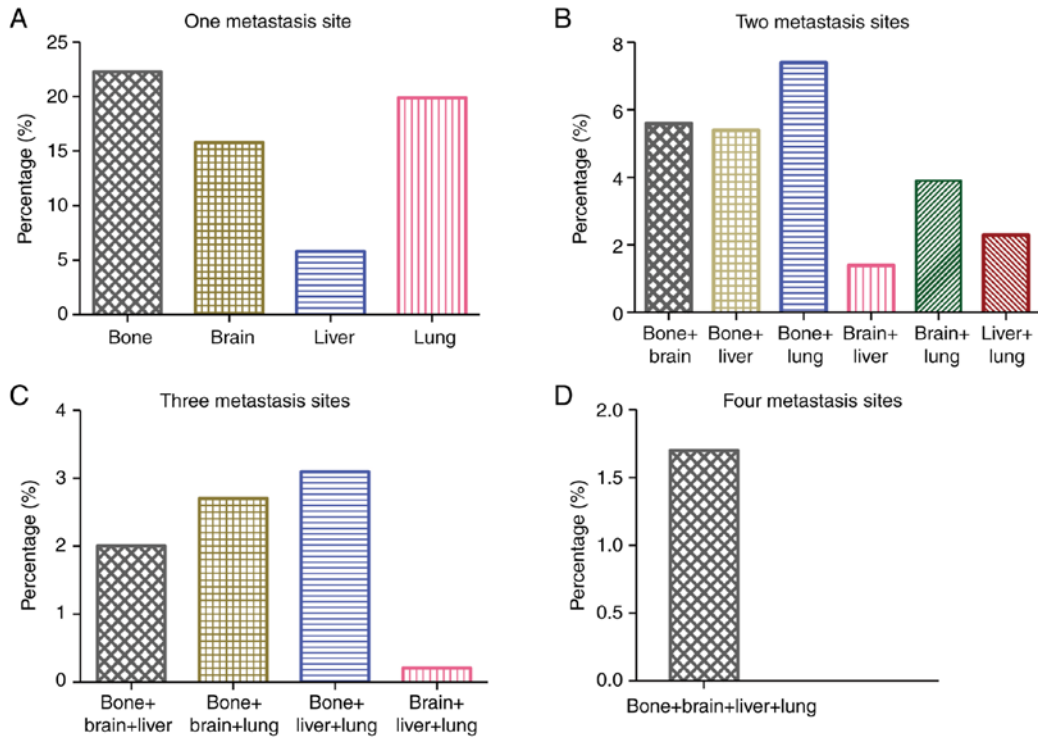 A
One metastasis site
Percentage (%)
25
20
15
10
5
0
Bone Brain Liver Lung
B
Two metastasis sites
Percentage (%)
8
6
4
2
0
Bone+ Bone+ Bone+ Brain+ Brain+ Liver+
brain liver lung liver lung lung
C
Three metastasis sites
Percentage (%)
4
3
2
1
0
Bone+ Bone+ Bone+ Brain+
brain+liver brain+lung liver+lung liver+lung
D
Four metastasis sites
Percentage (%)
2.0
1.5
1.0
0.5
0.0
Bone+brain+liver+lung